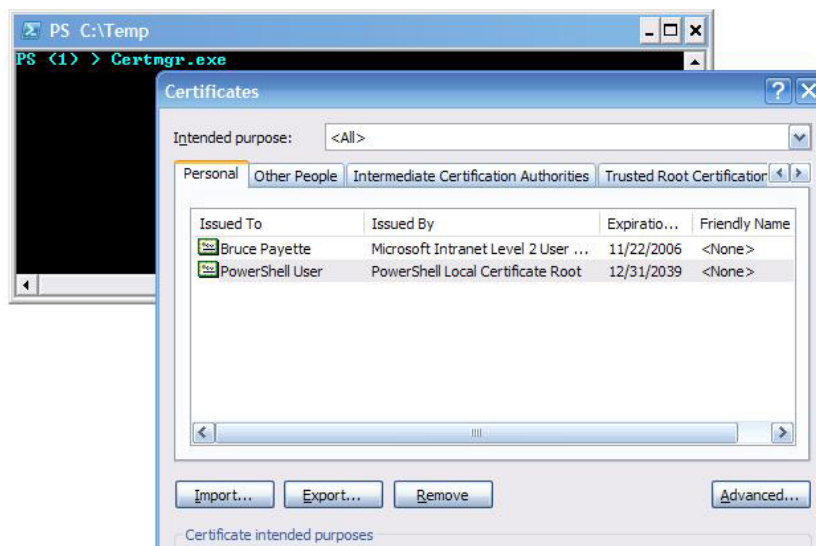 PS C:\Temp
PS (1) > Certmgr.exe
Certificates
Intended purpose: <All>
Personal Other People Intermediate Certification Authorities Trusted Root Certification
Issued To Issued By Expiratio... Friendly Name
Bruce Payette Microsoft Intranet Level 2 User ... 11/22/2006 <None>
PowerShell User PowerShell Local Certificate Root 12/31/2039 <None>
Import... Export... Remove Advanced...
Certificate intended purposes